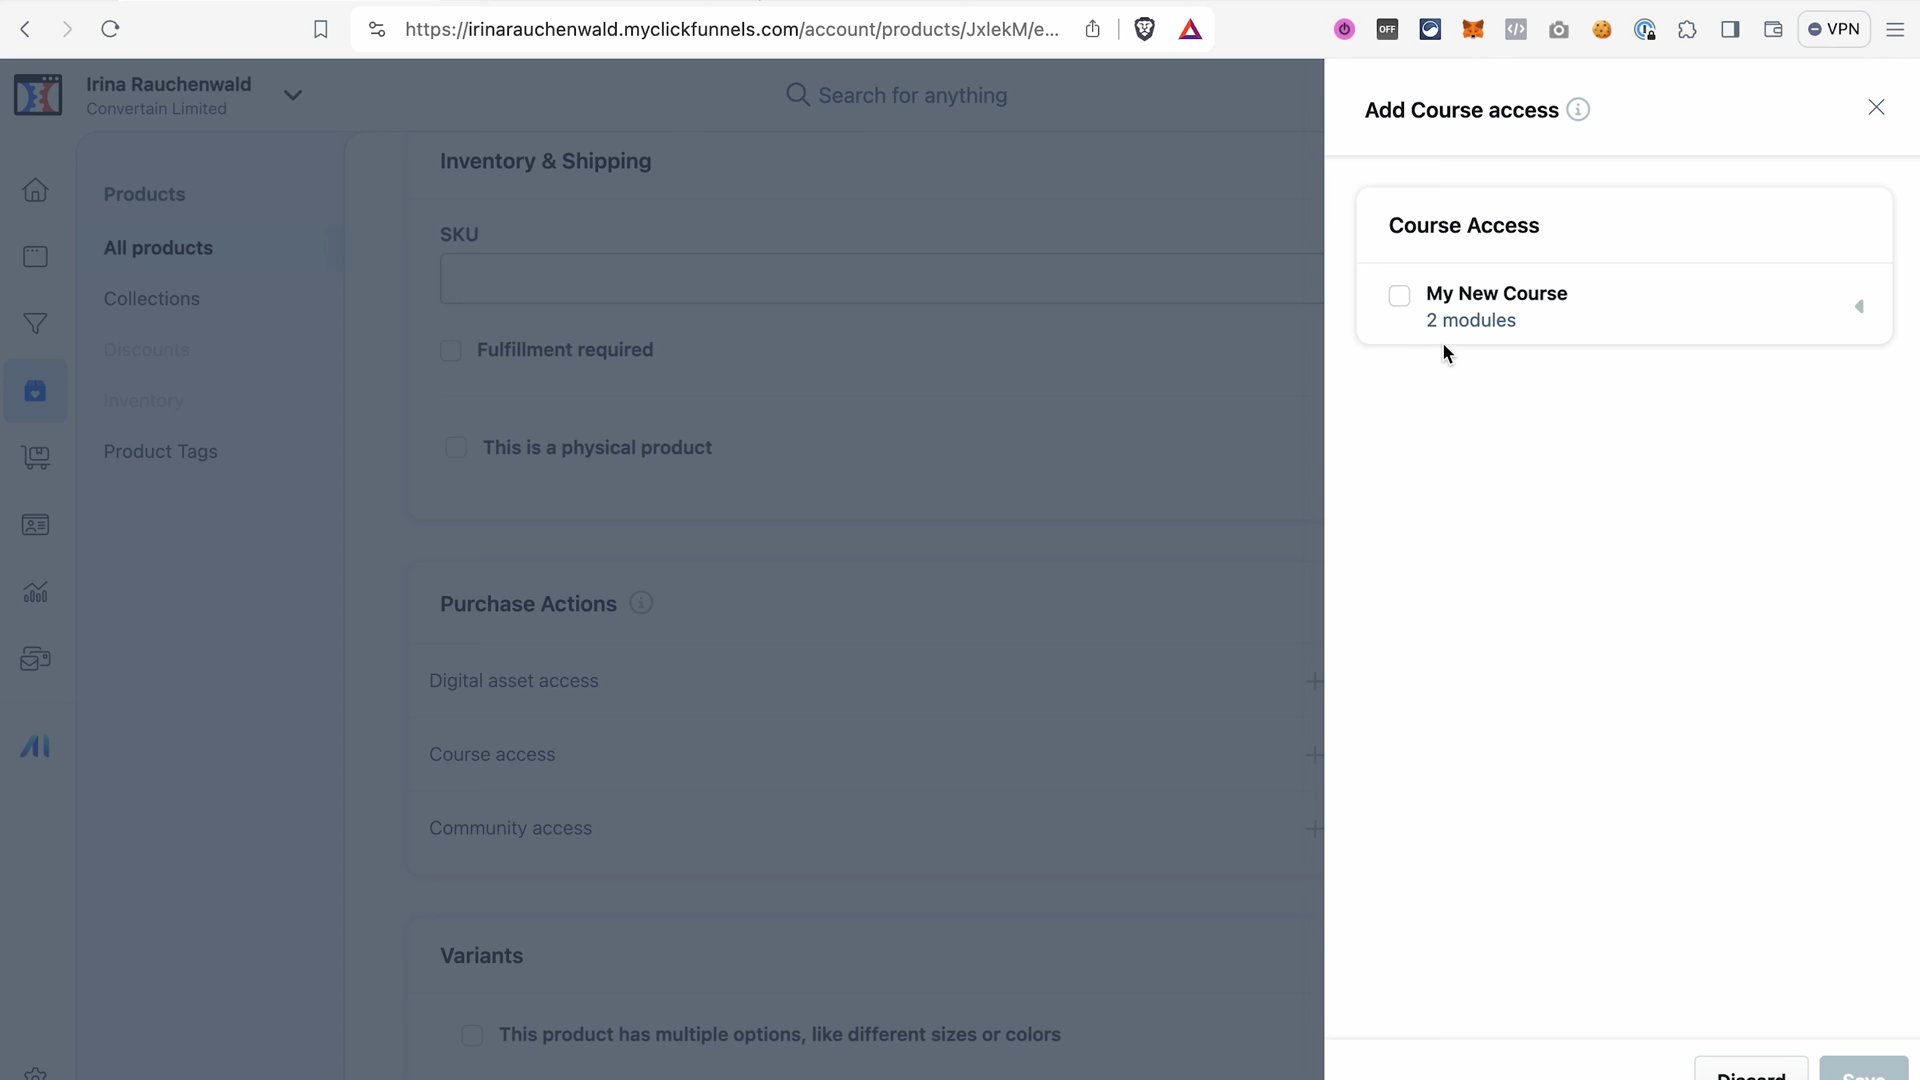 https://irinarauchenwald.myclickfunnels.com/account/products/JxlekM/e...
OFF
VPN
Irina Rauchenwald
Convertain Limited
Search for anything
Add Course access
Products
All products
Collections
Discounts
Inventory
Product Tags
Inventory & Shipping
SKU
Fulfillment required
This is a physical product
Purchase Actions
Digital asset access
Course access
Community access
Variants
This product has multiple options, like different sizes or colors
Course Access
My New Course
2 modules
Discard
Save